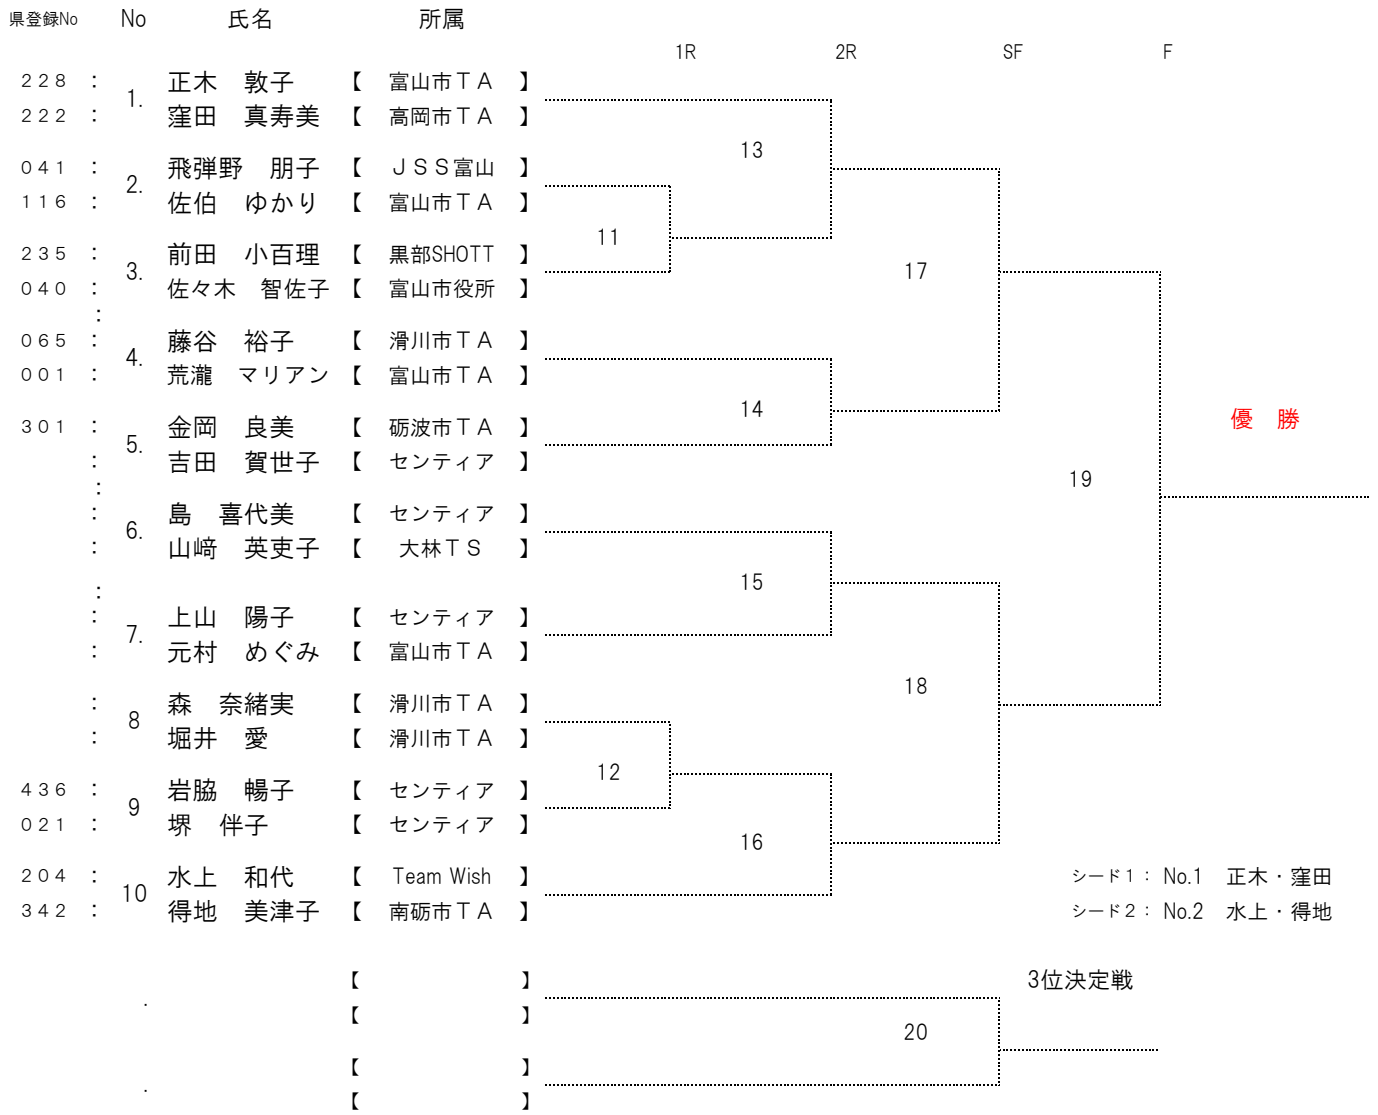 県登録No No 氏名 所属
1R 2R SF F
228 : 正木 敦子 【 富山市TA 】
1.
222 : 窪田 真寿美 【 高岡市TA 】
13
041 : 飛弾野 朋子 【 JSS富山 】
2.
116 : 佐伯 ゆかり 【 富山市TA 】
11
235 : 前田 小百理 【 黒部SHOTT 】
3. 17
040 : 佐々木 智佐子 【 富山市役所 】
:
065 : 藤谷 裕子 【 滑川市TA 】
4.
001 : 荒瀧 マリアン 【 富山市TA 】
14 優 勝
301 : 金岡 良美 【 砺波市TA 】
5.
: 吉田 賀世子 【 センティア 】
19
:
: 島 喜代美 【 センティア 】
6.
: 山﨑 英吏子 【 大林TS 】
15
:
: 上山 陽子 【 センティア 】
7.
: 元村 めぐみ 【 富山市TA 】
18
: 森 奈緒実 【 滑川市TA 】
8
: 堀井 愛 【 滑川市TA 】
12
436 : 岩脇 暢子 【 センティア 】
9
021 : 堺 伴子 【 センティア 】
16
204 : 水上 和代 【 Team Wish 】 シード1: No.1 正木・窪田
10
342 : 得地 美津子 【 南砺市TA 】 シード2: No.2 水上・得地
【 】 3位決定戦
.
【 】
20
【 】
.
【 】